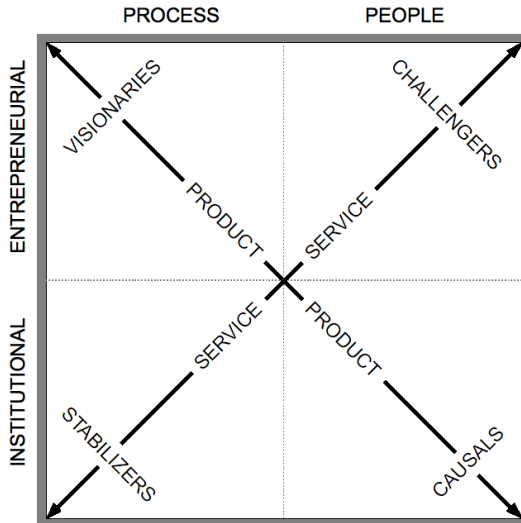 PROCESS
PEOPLE
ENTREPRENEURIAL
VISIONARIES
CHALLENGERS
PRODUCT
SERVICE
INSTITUTIONAL
SERVICE
PRODUCT
STABILIZERS
CAUSALS